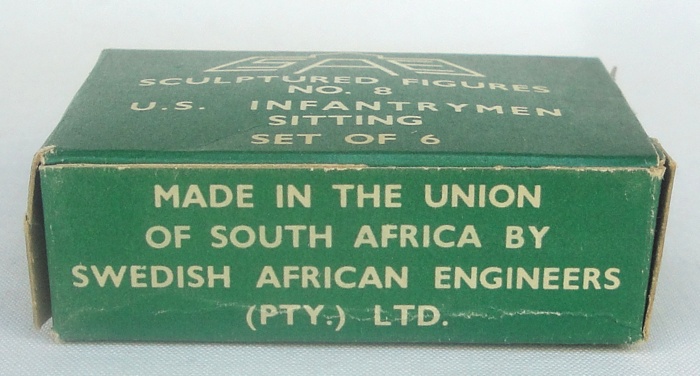 SAE
SCULPTURED FIGURES
NO. 8
U.S. INFANTRYMEN
SITTING
SET OF 6
MADE IN THE UNION
OF SOUTH AFRICA BY
SWEDISH AFRICAN ENGINEERS
(PTY.) LTD.